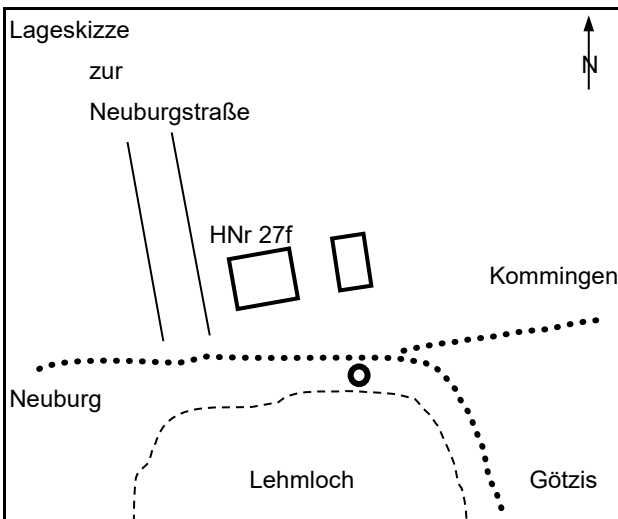 Lageskizze
zur
Neuburgstraße
N
HNr 27f
Kommingen
Neuburg
Lehmloch
Götzis